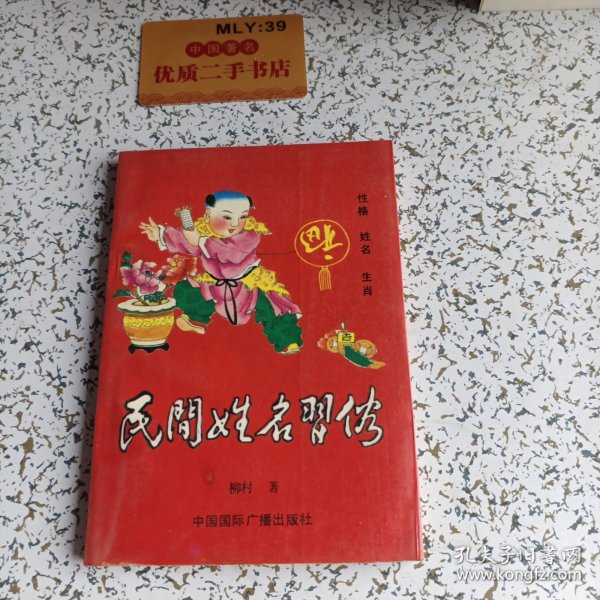 MLY:39
中国著名
优质二手书店
性格 姓名 生肖
福
吉
民間姓名習俗
柳村 著
中国国际广播出版社
孔夫子旧书网
www.kongfz.com